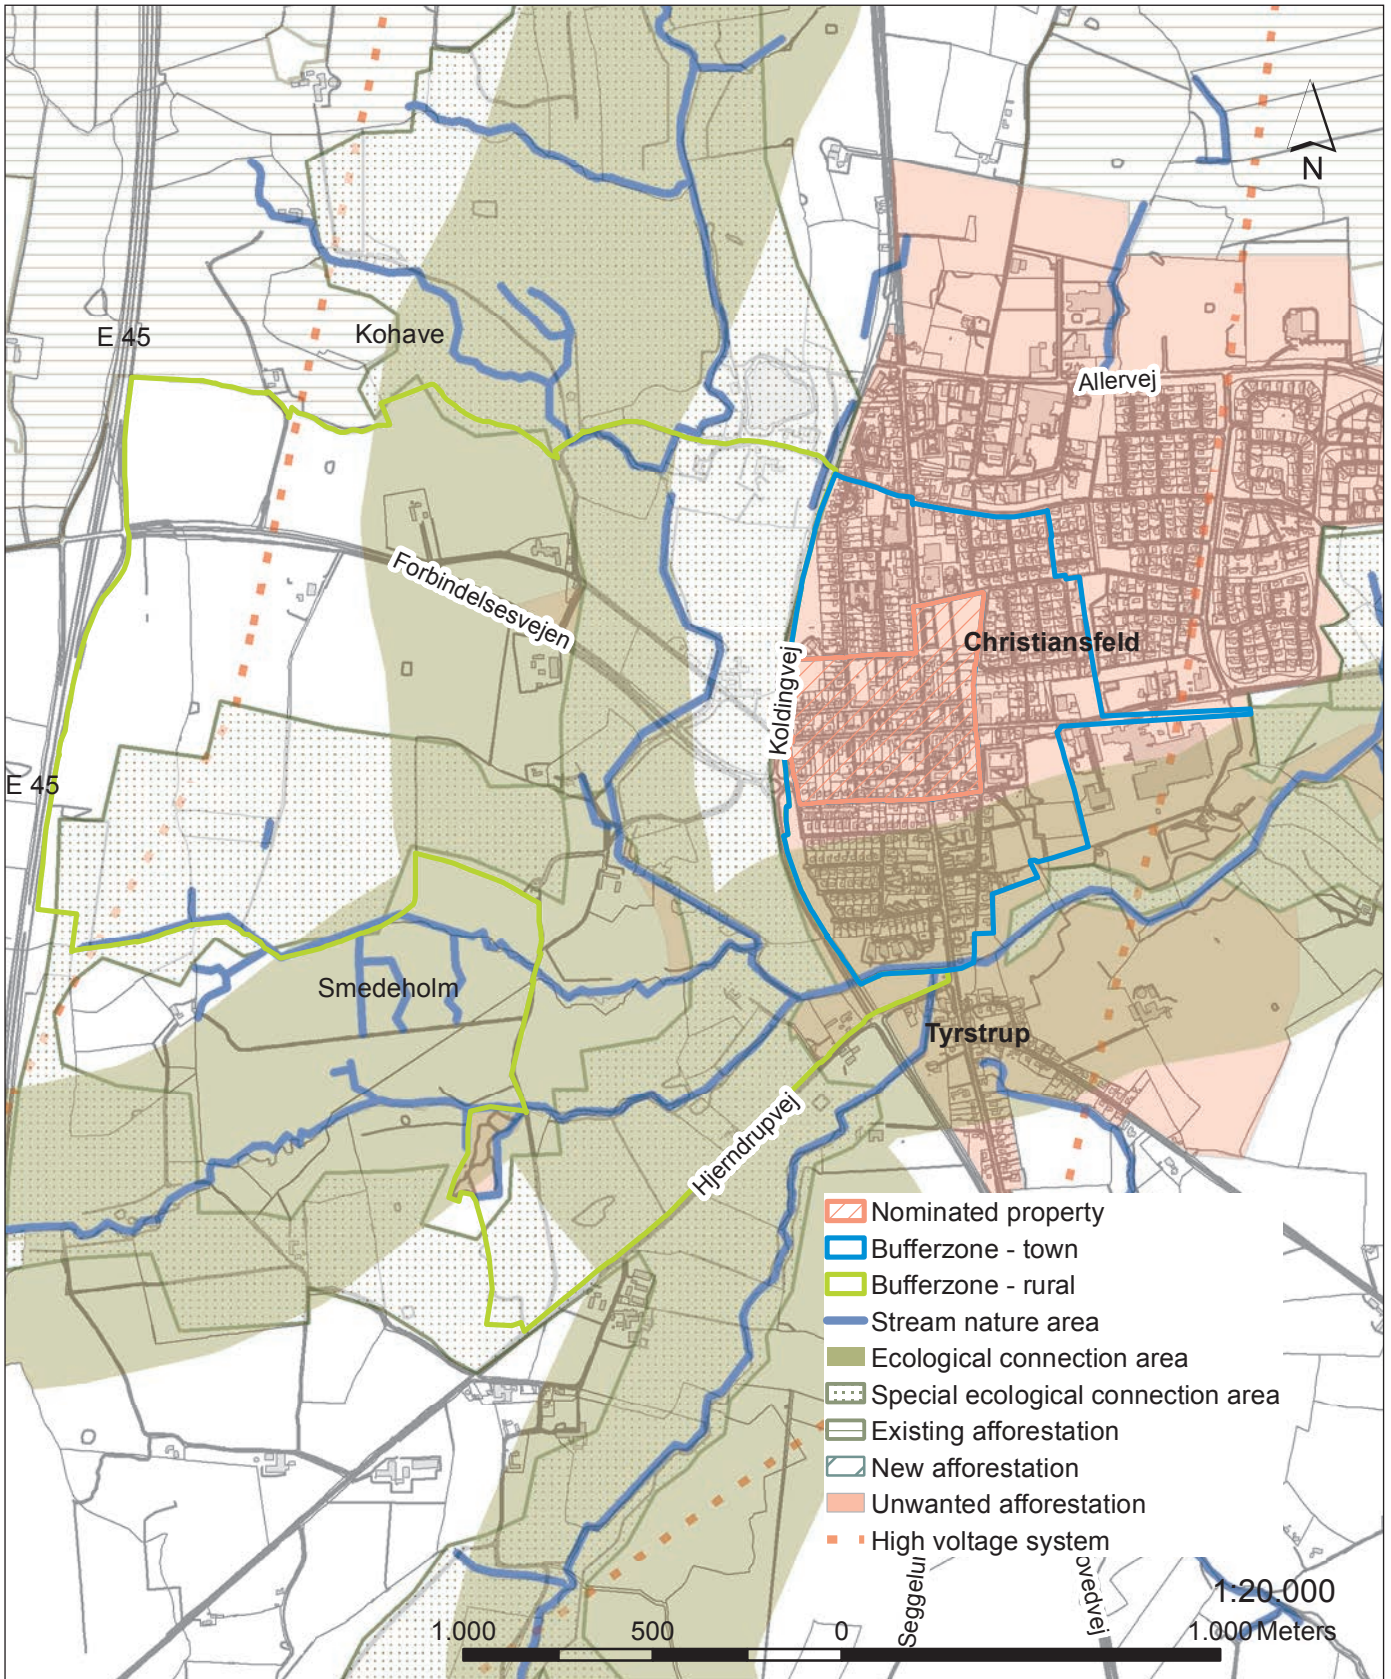 N
E 45
Kohave
Allervej
Forbindelsesvejen
Christiansfeld
Koldingvej
E 45
Smedeholm
Tyrstrup
Hjerndrupvej
Nominated property
Bufferzone - town
Bufferzone - rural
Stream nature area
Ecological connection area
Special ecological connection area
Existing afforestation
New afforestation
Unwanted afforestation
High voltage system
1:20.000
1.000 500 0 1.000 Meters